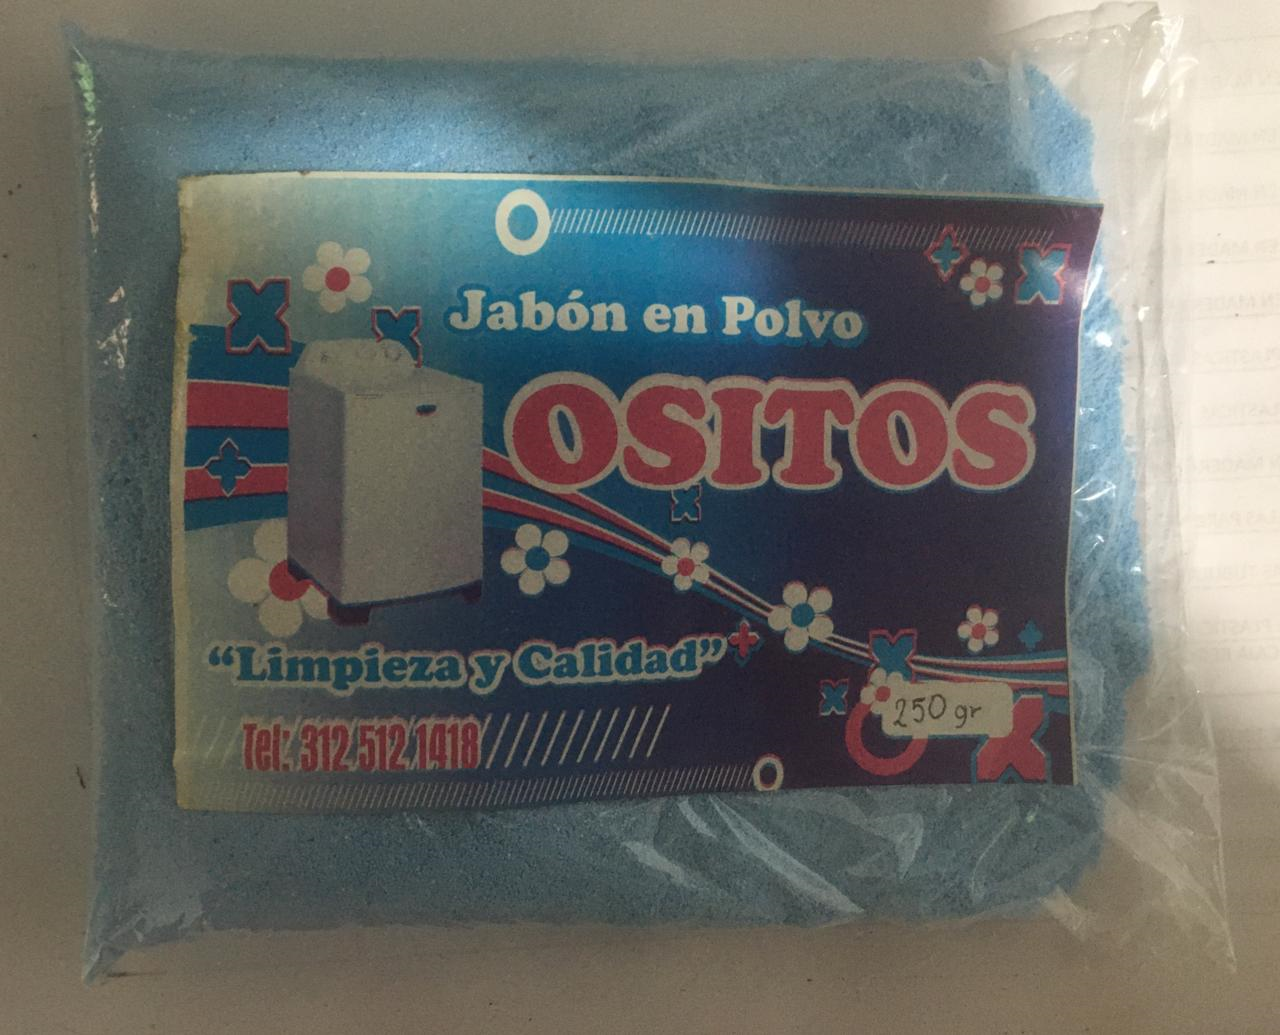 Jabón en Polvo
OSITOS
“Limpieza y Calidad”
250 gr
Tel: 312 512 1418